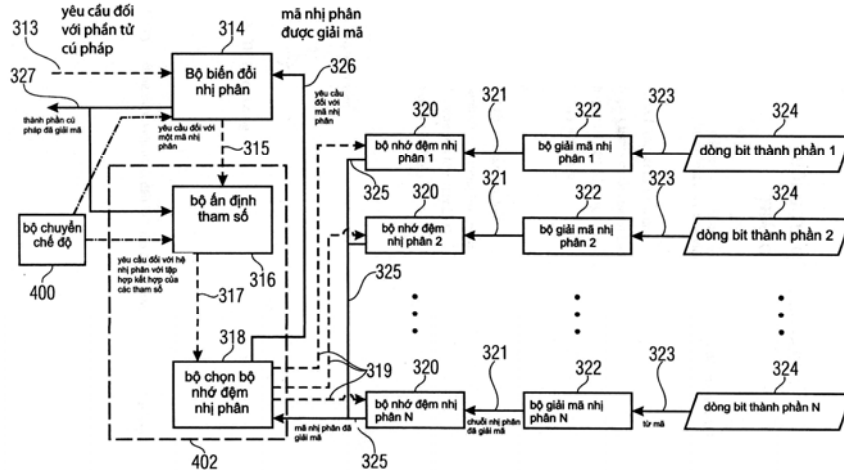 yêu cầu đối
với phần tử
cú pháp
313
327
314
mã nhị phân
được giải mã
326
Bộ biến đổi
nhị phân
thành phần cú
pháp đã giải mã
yêu cầu đối với
một mã nhị
phân
315
yêu cầu
đối với
mã nhị
phân
320
321
322
323
324
bộ nhớ đệm nhị
phân 1
bộ giải mã nhị
phân 1
dòng bit thành phần 1
325
bộ ấn định
tham số
316
bộ chuyển
chế độ
400
320
321
322
323
324
bộ nhớ đệm
nhị phân 2
bộ giải mã nhị
phân 2
dòng bit thành phần 2
yêu cầu đối với hệ
nhị phân với tập
hợp kết hợp của
các tham số
317
325
318
bộ chọn bộ
nhớ đệm
nhị phân
319
320
321
322
323
324
bộ nhớ đệm nhị
phân N
bộ giải mã nhị
phân N
dòng bit thành phần N
mã nhị phân đã
giải mã
325
chuỗi nhị phân
đã giải mã
từ mã
402